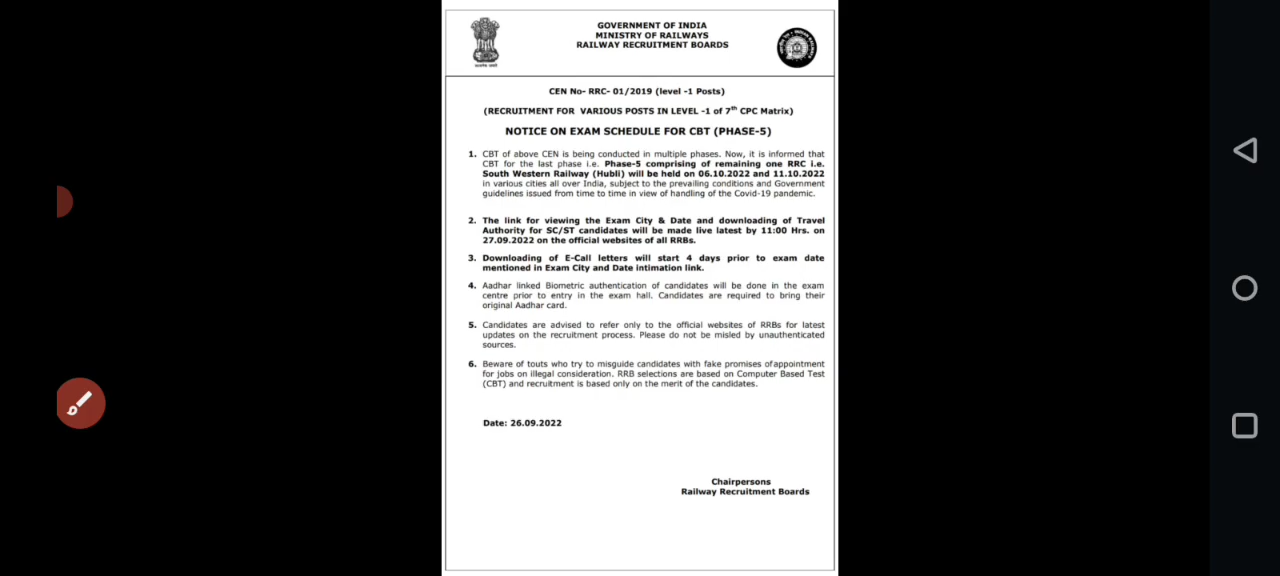 GOVERNMENT OF INDIA
MINISTRY OF RAILWAYS
RAILWAY RECRUITMENT BOARDS
CEN No- RRC- 01/2019 (level -1 Posts)
(RECRUITMENT FOR VARIOUS POSTS IN LEVEL -1 of 7th CPC Matrix)
NOTICE ON EXAM SCHEDULE FOR CBT (PHASE-5)
1. CBT of above CEN is being conducted in multiple phases. Now, it is informed that
CBT for the last phase i.e. Phase-5 comprising of remaining one RRC i.e.
South Western Railway (Hubli) will be held on 06.10.2022 and 11.10.2022
in various cities all over India, subject to the prevailing conditions and Government
guidelines issued from time to time in view of handling of the Covid-19 pandemic.
2. The link for viewing the Exam City & Date and downloading of Travel
Authority for SC/ST candidates will be made live latest by 11:00 Hrs. on
27.09.2022 on the official websites of all RRBs.
3. Downloading of E-Call letters will start 4 days prior to exam date
mentioned in Exam City and Date intimation link.
4. Aadhar linked Biometric authentication of candidates will be done in the exam
centre prior to entry in the exam hall. Candidates are required to bring their
original Aadhar card.
5. Candidates are advised to refer only to the official websites of RRBs for latest
updates on the recruitment process. Please do not be misled by unauthenticated
sources.
6. Beware of touts who try to misguide candidates with fake promises of appointment
for jobs on illegal consideration. RRB selections are based on Computer Based Test
(CBT) and recruitment is based only on the merit of the candidates.
Date: 26.09.2022
Chairpersons
Railway Recruitment Boards